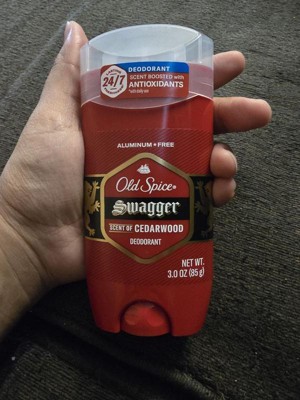 24/7
DEODORANT
SCENT BOOSTED with
ANTIOXIDANTS
ALUMINUM • FREE
Old Spice
Swagger
SCENT OF CEDARWOOD
DEODORANT
NET WT.
3.0 OZ (85g)